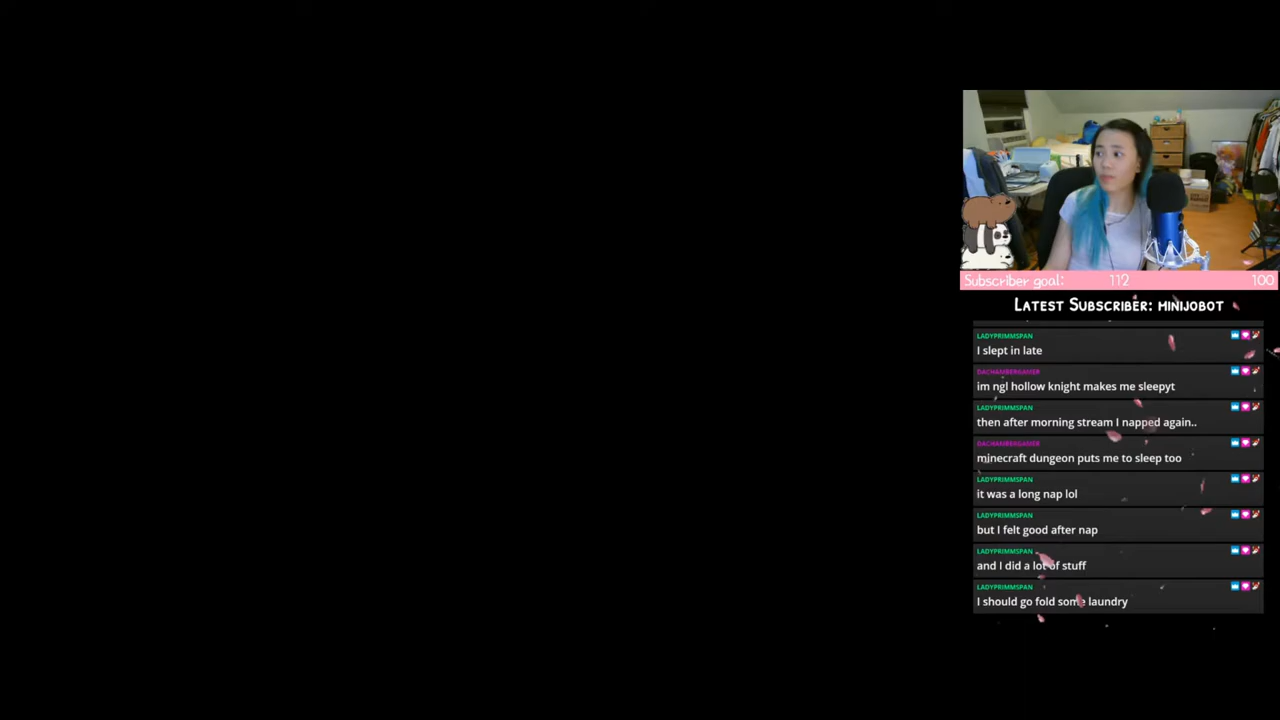 Subscriber goal: 112 100
LATEST SUBSCRIBER: MINIJOBOT
LADYPRIMMSPAN
I slept in late
DACHAMBERGAMER
im ngl hollow knight makes me sleepyt
LADYPRIMMSPAN
then after morning stream I napped again..
DACHAMBERGAMER
minecraft dungeon puts me to sleep too
LADYPRIMMSPAN
it was a long nap lol
LADYPRIMMSPAN
but I felt good after nap
LADYPRIMMSPAN
and I did a lot of stuff
LADYPRIMMSPAN
I should go fold some laundry